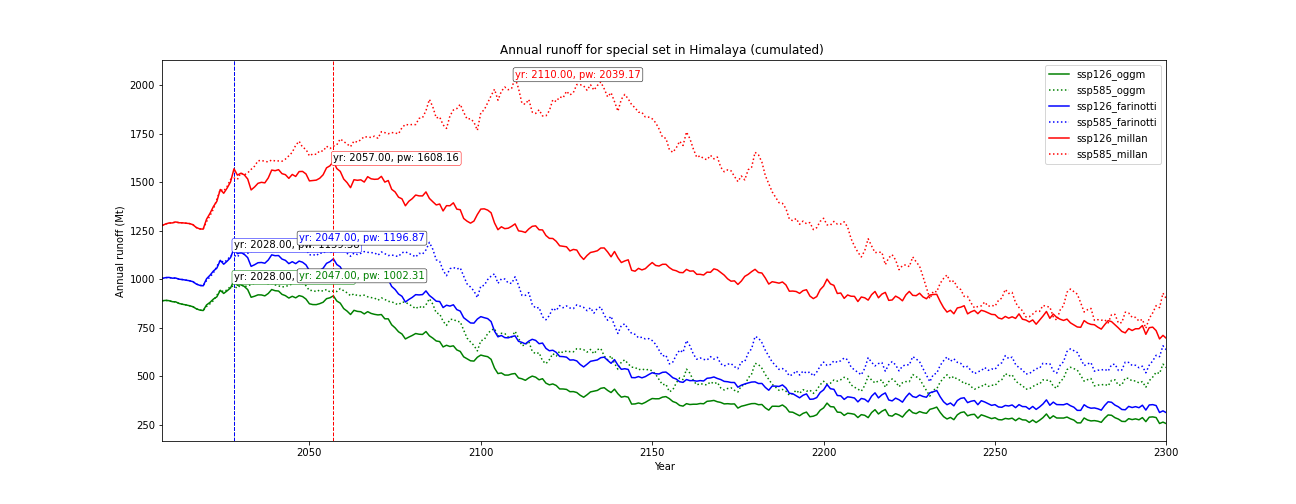 Annual runoff for special set in Himalaya (cumulated)
yr: 2110.00, pw: 2039.17
ssp126_oggm
ssp585_oggm
ssp126_farinotti
ssp585_farinotti
ssp126_millan
ssp585_millan
yr: 2057.00, pw: 1608.16
yr: 2028.00, pw:
yr: 2047.00, pw: 1196.87
yr: 2028.00,
yr: 2047.00, pw: 1002.31
2000
1750
1500
1250
1000
750
500
250
Annual runoff (Mt)
2050
2100
2150
2200
2250
2300
Year